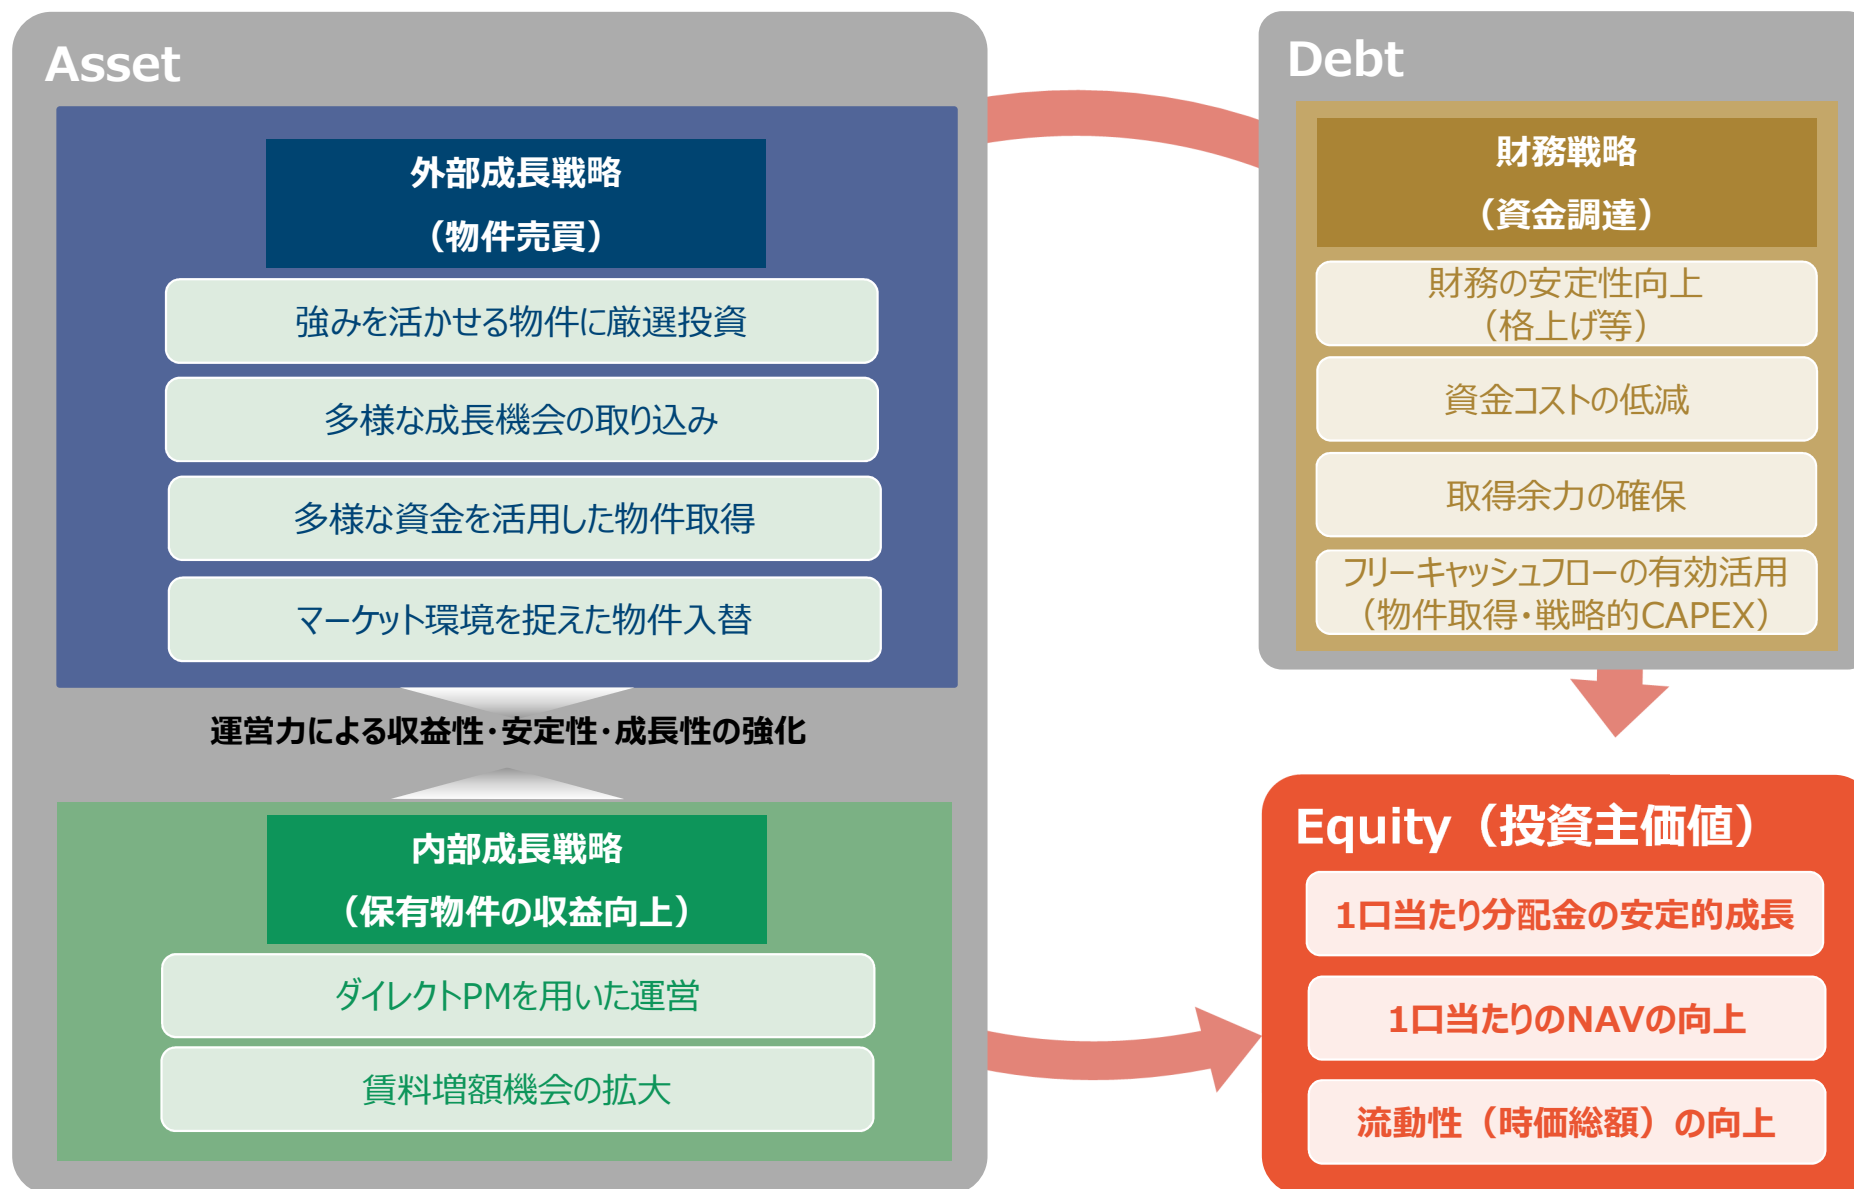 Asset
外部成長戦略
（物件売買）
強みを活かせる物件に厳選投資
多様な成長機会の取り込み
多様な資金を活用した物件取得
マーケット環境を捉えた物件入替
運営力による収益性・安定性・成長性の強化
内部成長戦略
（保有物件の収益向上）
ダイレクトPMを用いた運営
賃料増額機会の拡大
Debt
財務戦略
（資金調達）
財務の安定性向上
（格上げ等）
資金コストの低減
取得余力の確保
フリーキャッシュフローの有効活用
（物件取得・戦略的CAPEX）
Equity（投資主価値）
1口当たり分配金の安定的成長
1口当たりのNAVの向上
流動性（時価総額）の向上